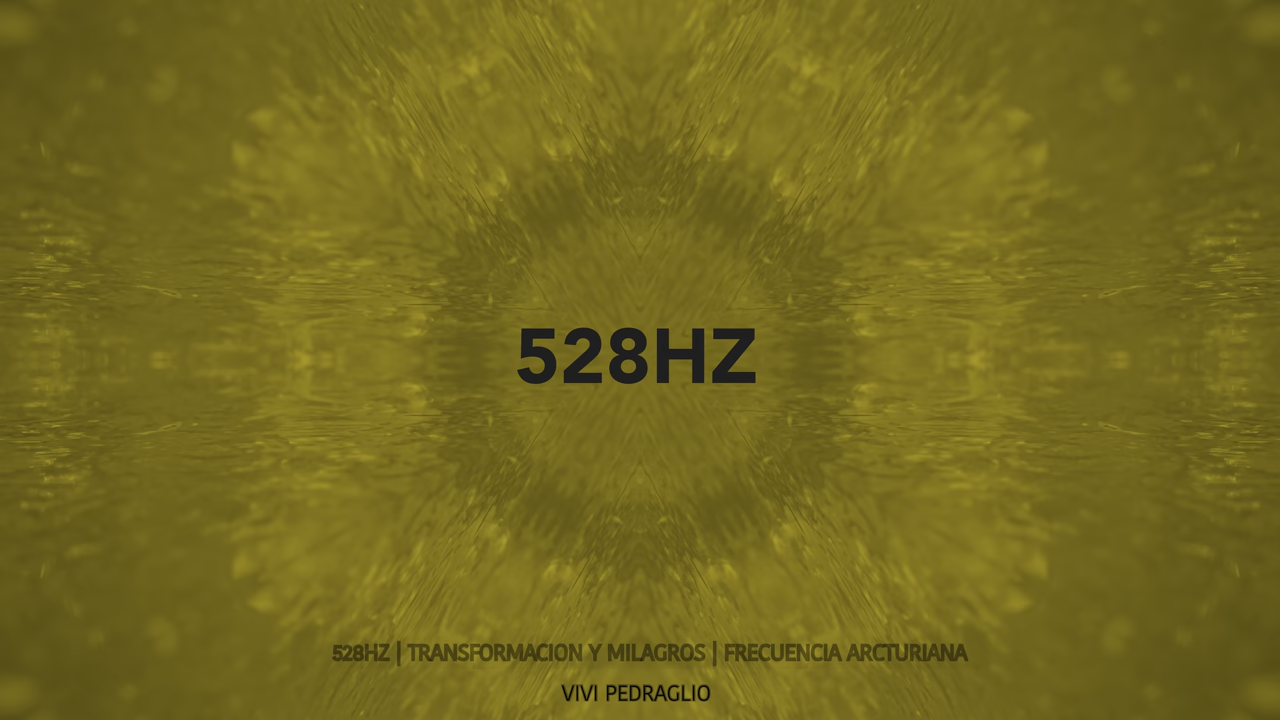 528HZ
528HZ | TRANSFORMACION Y MILAGROS | FRECUENCIA ARCTURIANA
VIVI PEDRAGLIO